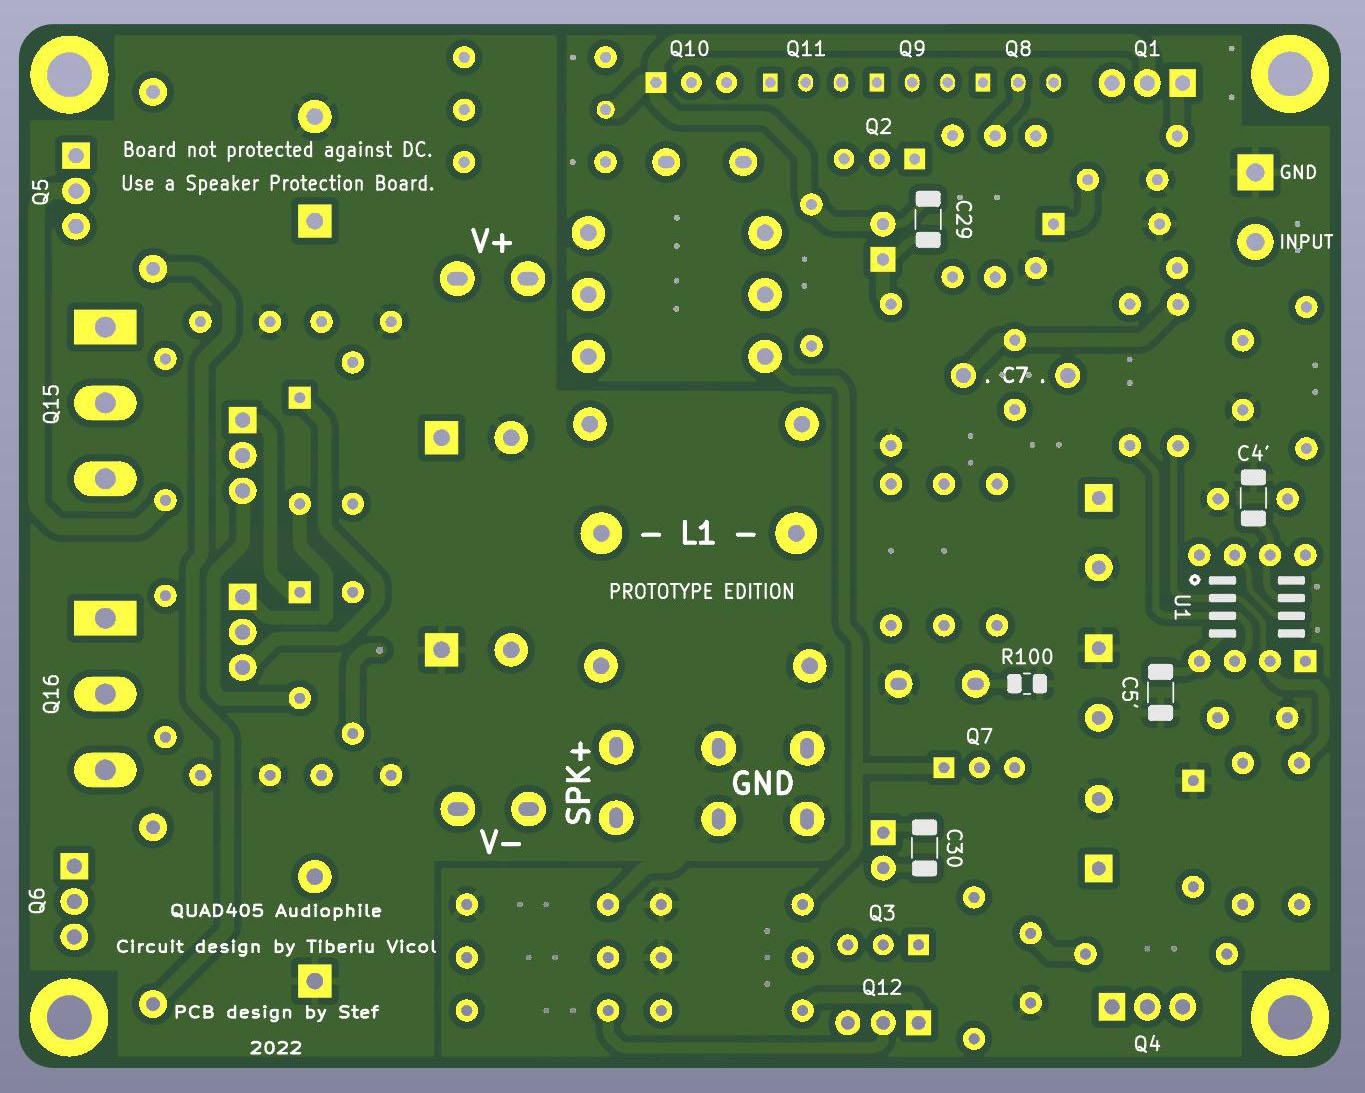 Q10 Q11 Q9 Q8 Q1
Q2
Board not protected against DC.
Use a Speaker Protection Board.
Q5
GND
C29
V+
INPUT
. C7 .
Q15
C4'
- L1 -
PROTOTYPE EDITION
U1
R100
Q16
C5'
Q7
SPK+
GND
V-
C30
Q6
QUAD405 Audiophile
Q3
Circuit design by Tiberiu Vicol
Q12
PCB design by Stef
2022
Q4